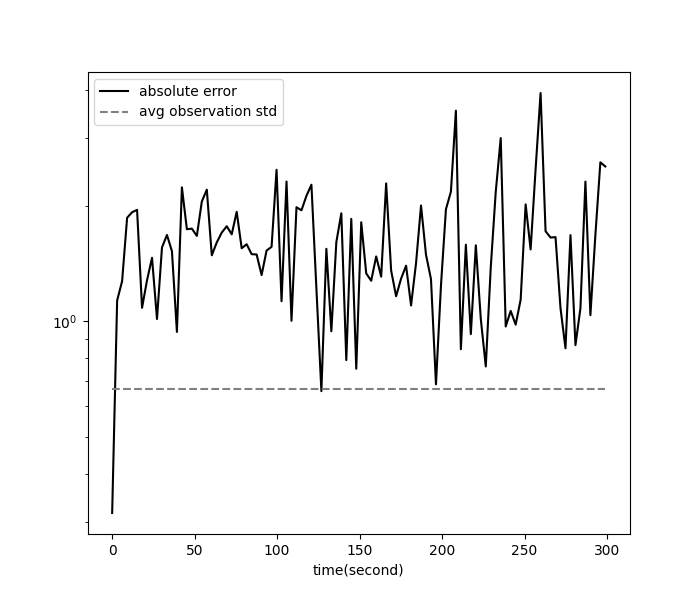 absolute error
avg observation std
10⁰
0 50 100 150 200 250 300
time(second)